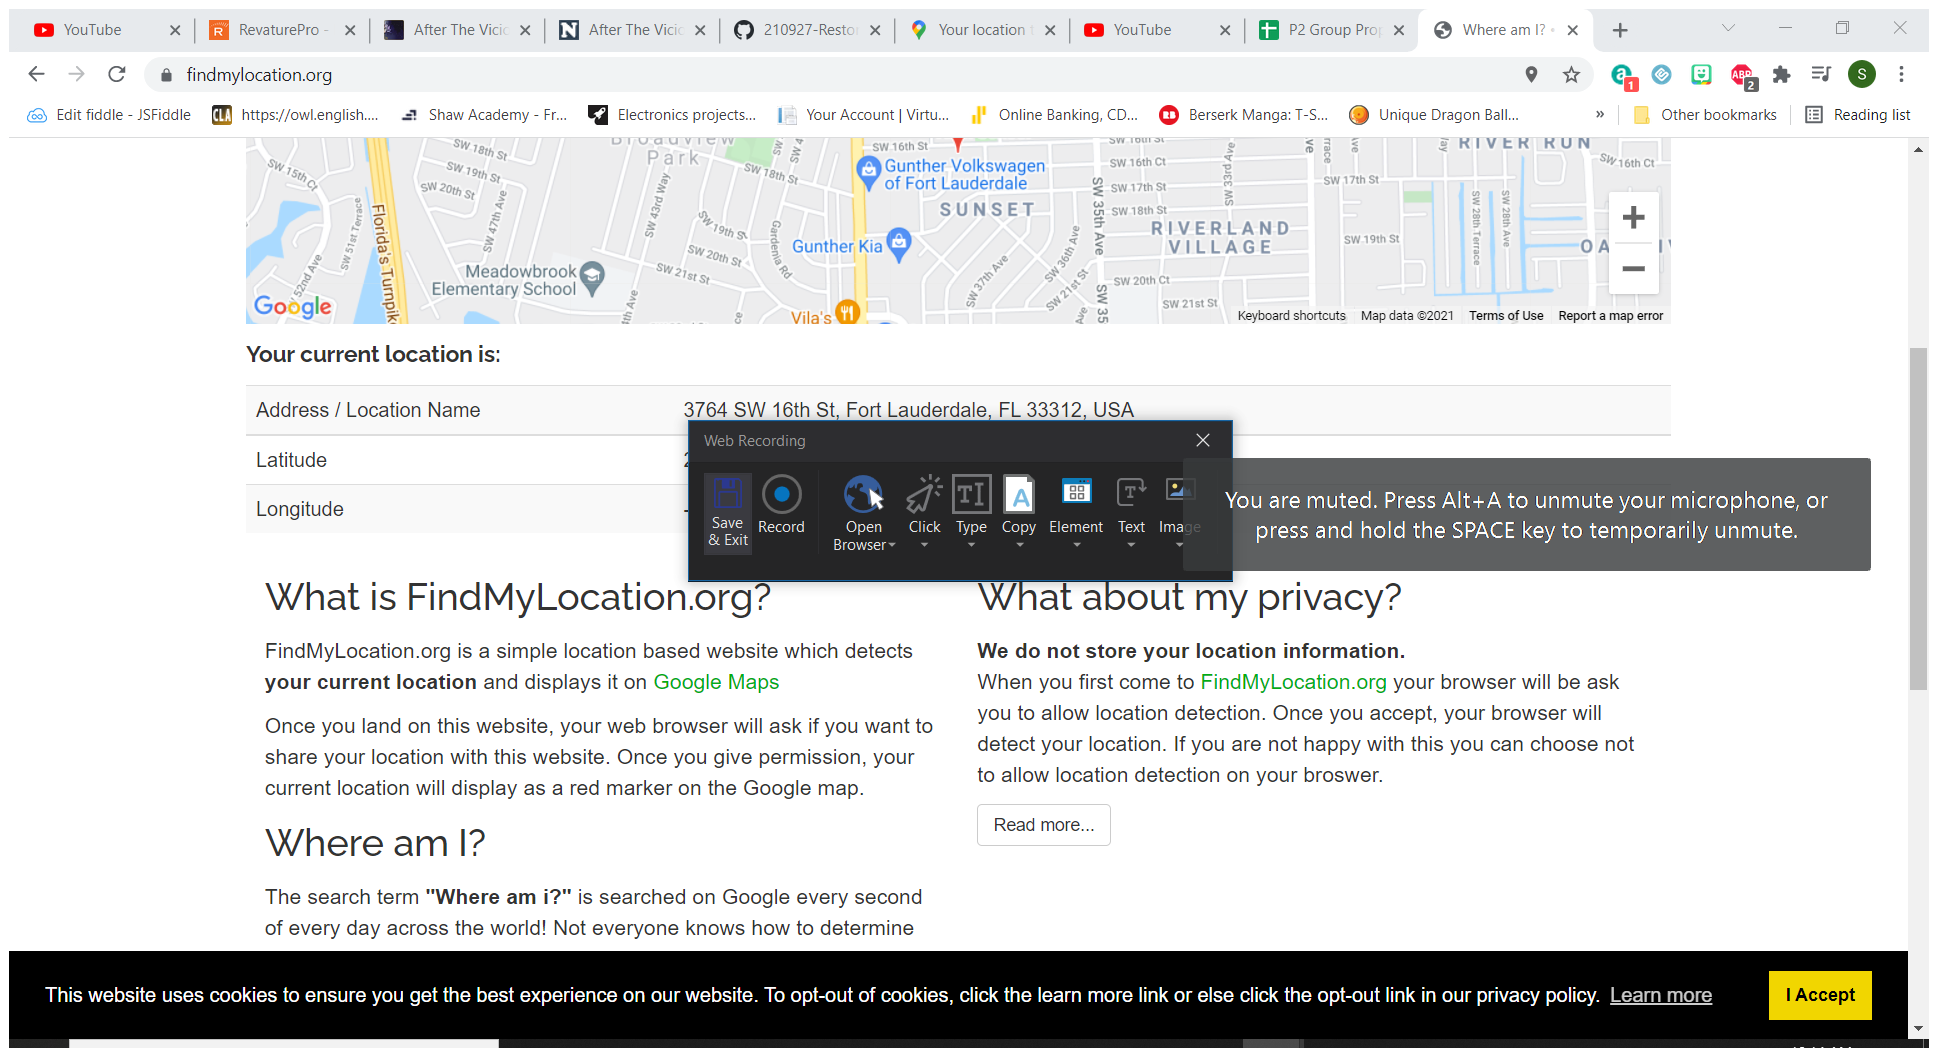 YouTube
RevaturePro -
After The Vicio
After The Vicio
210927-Resto
Your location
YouTube
P2 Group Prop
Where am I? •
findmylocation.org
1
2
S
Edit fiddle - JSFiddle
https://owl.english....
Shaw Academy - Fr...
Electronics projects...
Your Account | Virtu...
Online Banking, CD...
Berserk Manga: T-S...
Unique Dragon Ball...
»
Other bookmarks
Reading list
Park
SW 15th Ct
SW 18th St
SW 19th St
SW 20th St
SW 47th Ave
SW 51st Terrace
52nd Ave
Florida's Turnpike
SW 43rd Way
SW 18th St
SW 19th St
SW 20th St
SW 21st St
Gardenia Rd
SW 16th St
Gunther Volkswagen
of Fort Lauderdale
SUNSET
Gunther Kia
Meadowbrook
Elementary School
Vila's
SW 37th Ave
SW 36th Ave
SW 35th Ave
SW 35
SW 16th Ct
SW 17th St
SW 18th St
SW 33rd
RIVERLAND
VILLAGE
SW 20th Ct
SW 21st St
SW 17th St
SW 19th St
RIVER RUN
SW 16th Ct
SW 28th Terrace
SW 28th Ave
Google
Keyboard shortcuts Map data ©2021 Terms of Use Report a map error
Your current location is:
Address / Location Name 3764 SW 16th St, Fort Lauderdale, FL 33312, USA
Latitude
Longitude
Web Recording
Save
& Exit
Record
Open
Browser
Click
Type
Copy
Element
Text
Image
You are muted. Press Alt+A to unmute your microphone, or
press and hold the SPACE key to temporarily unmute.
What is FindMyLocation.org?
FindMyLocation.org is a simple location based website which detects
your current location and displays it on Google Maps
Once you land on this website, your web browser will ask if you want to
share your location with this website. Once you give permission, your
current location will display as a red marker on the Google map.
Where am I?
The search term "Where am i?" is searched on Google every second
of every day across the world! Not everyone knows how to determine
What about my privacy?
We do not store your location information.
When you first come to FindMyLocation.org your browser will be ask
you to allow location detection. Once you accept, your browser will
detect your location. If you are not happy with this you can choose not
to allow location detection on your broswer.
Read more...
This website uses cookies to ensure you get the best experience on our website. To opt-out of cookies, click the learn more link or else click the opt-out link in our privacy policy. Learn more
I Accept